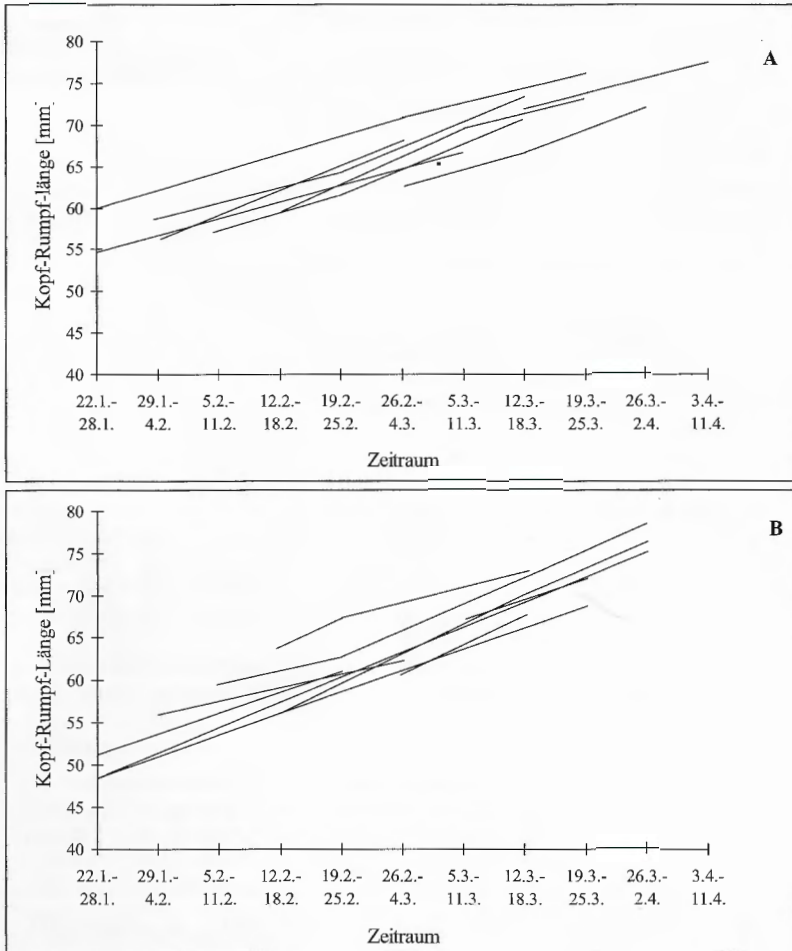 A
Kopf-Rumpf-länge [mm]
80
75
70
65
60
55
50
45
40
22.1.- 29.1.- 5.2.- 12.2.- 19.2.- 26.2.- 5.3.- 12.3.- 19.3.- 26.3.- 3.4.-
28.1. 4.2. 11.2. 18.2. 25.2. 4.3. 11.3. 18.3. 25.3. 2.4. 11.4.
Zeitraum
B
Kopf-Rumpf-Länge [mm]
80
75
70
65
60
55
50
45
40
22.1.- 29.1.- 5.2.- 12.2.- 19.2.- 26.2.- 5.3.- 12.3.- 19.3.- 26.3.- 3.4.-
28.1. 4.2. 11.2. 18.2. 25.2. 4.3. 11.3. 18.3. 25.3. 2.4. 11.4.
Zeitraum